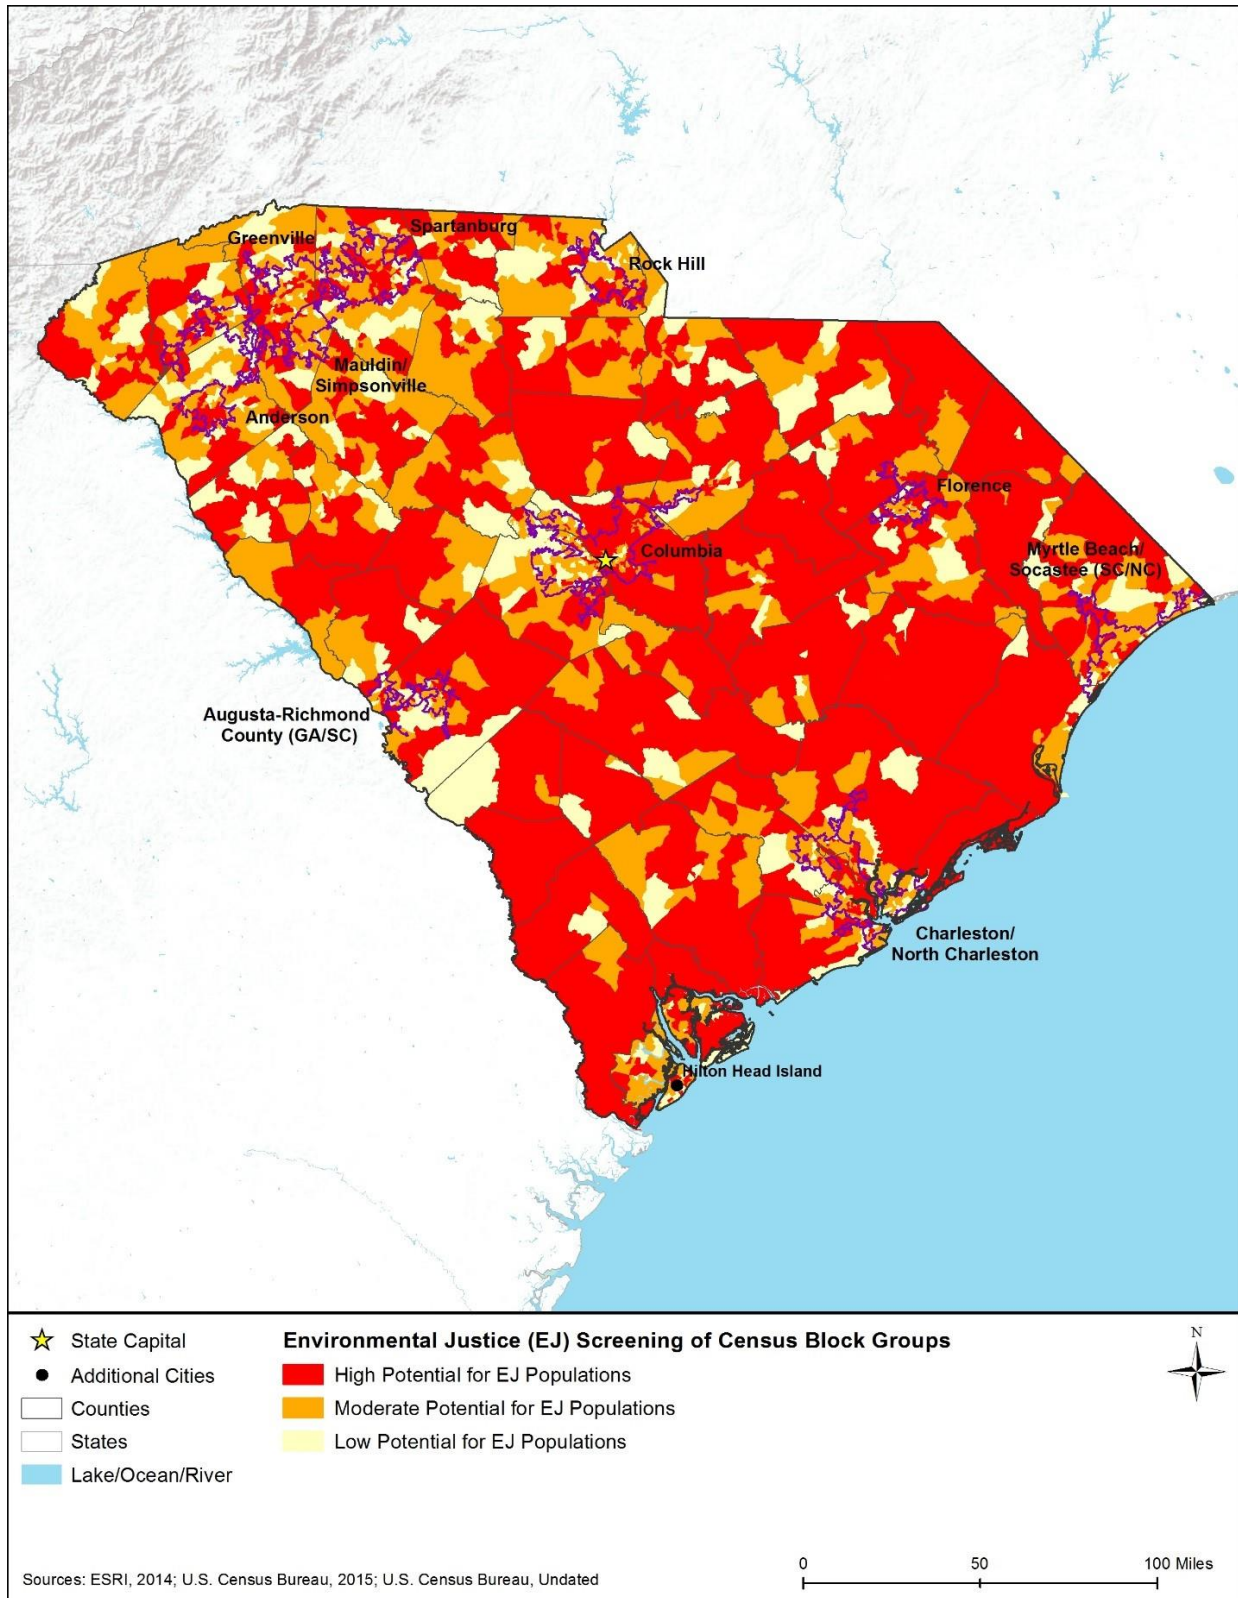 Spartanburg
Greenville
Rock Hill
Mauldin/
Simpsonville
Anderson
Florence
Columbia
Myrtle Beach/
Socastee (SC/NC)
Augusta-Richmond
County (GA/SC)
Charleston/
North Charleston
Hilton Head Island
State Capital
Additional Cities
Counties
States
Lake/Ocean/River
Environmental Justice (EJ) Screening of Census Block Groups
High Potential for EJ Populations
Moderate Potential for EJ Populations
Low Potential for EJ Populations
N
Sources: ESRI, 2014; U.S. Census Bureau, 2015; U.S. Census Bureau, Undated
0 50 100 Miles